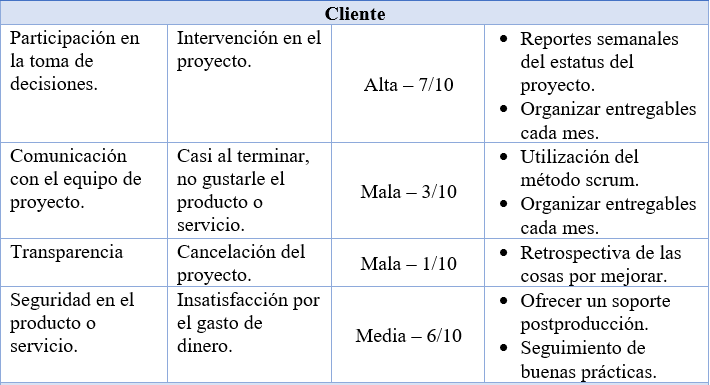 Cliente
Participación en
la toma de
decisiones.
Intervención en el
proyecto.
Alta – 7/10
• Reportes semanales
del estatus del
proyecto.
• Organizar entregables
cada mes.
Comunicación
con el equipo de
proyecto.
Casi al terminar,
no gustarle el
producto o
servicio.
Mala – 3/10
• Utilización del
método scrum.
• Organizar entregables
cada mes.
Transparencia
Cancelación del
proyecto.
Mala – 1/10
• Retrospectiva de las
cosas por mejorar.
Seguridad en el
producto o
servicio.
Insatisfacción por
el gasto de
dinero.
Media – 6/10
• Ofrecer un soporte
postproducción.
• Seguimiento de
buenas prácticas.